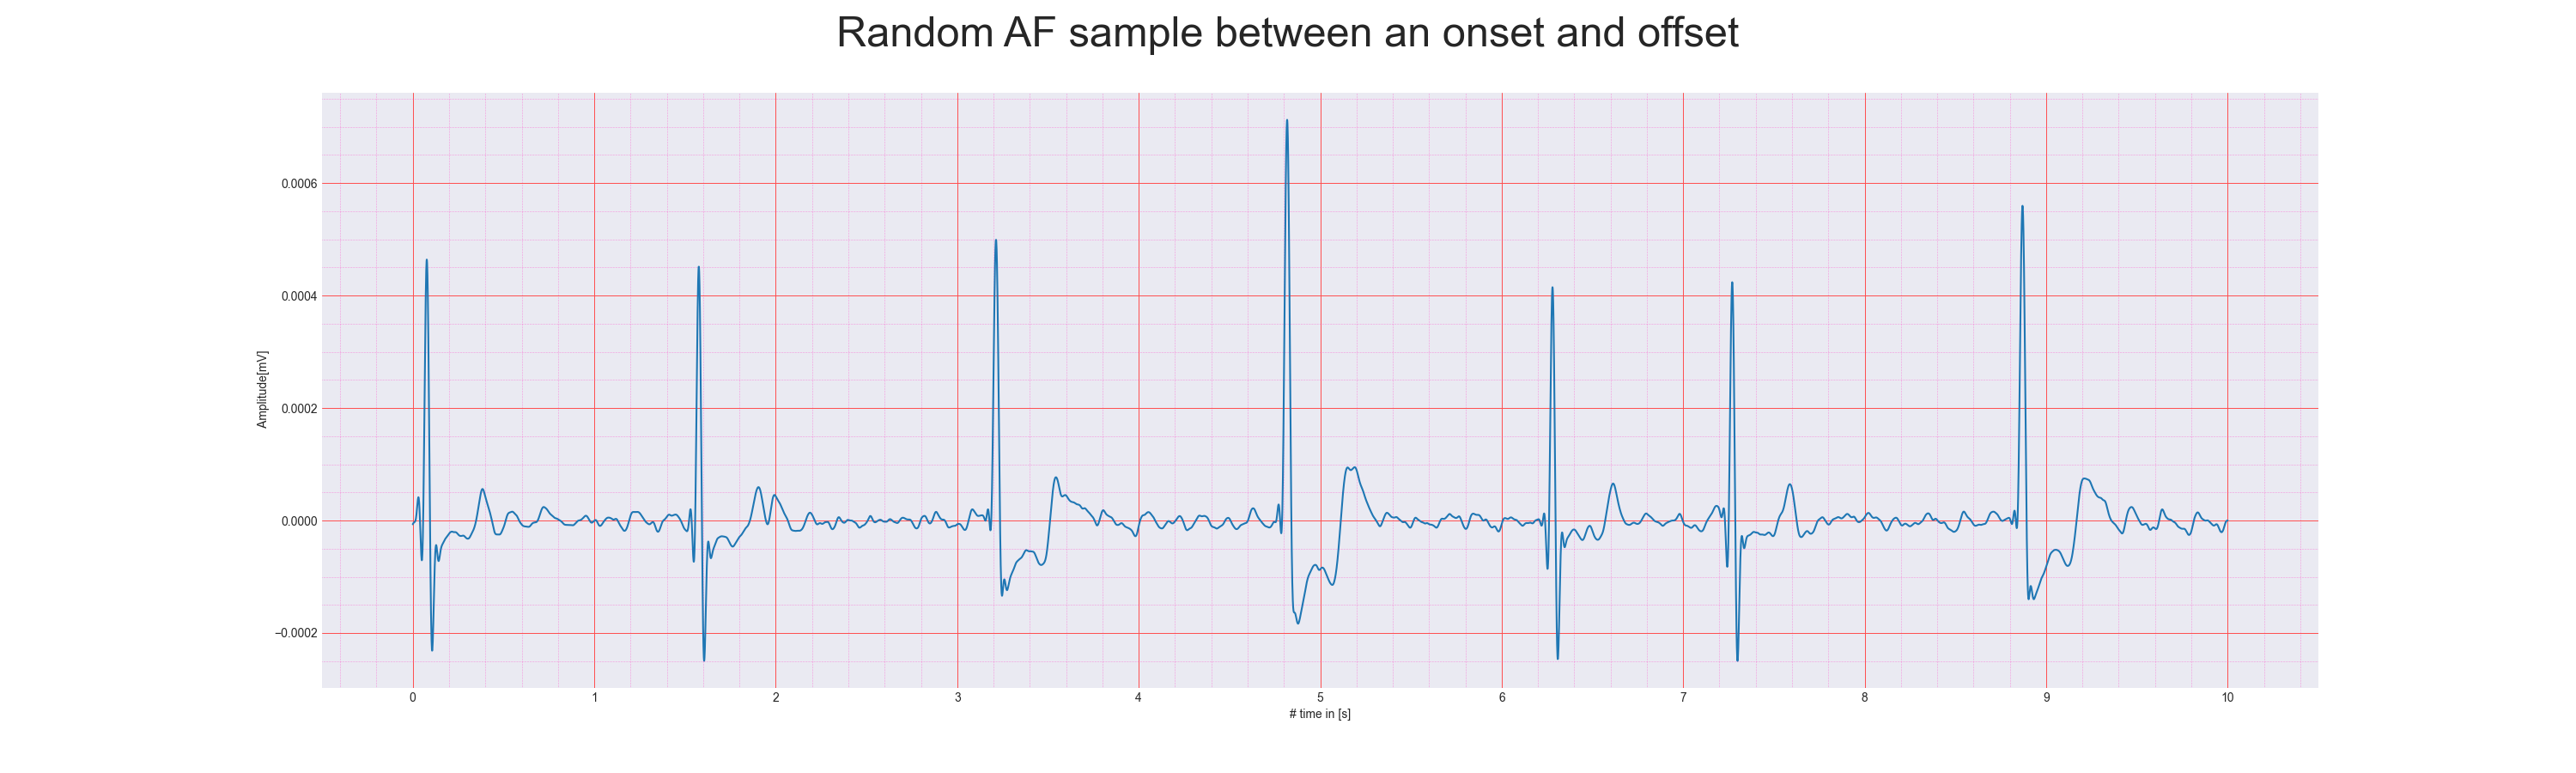 Random AF sample between an onset and offset
0.0006
0.0004
0.0002
0.0000
−0.0002
Amplitude[mV]
0 1 2 3 4 5 6 7 8 9 10
# time in [s]